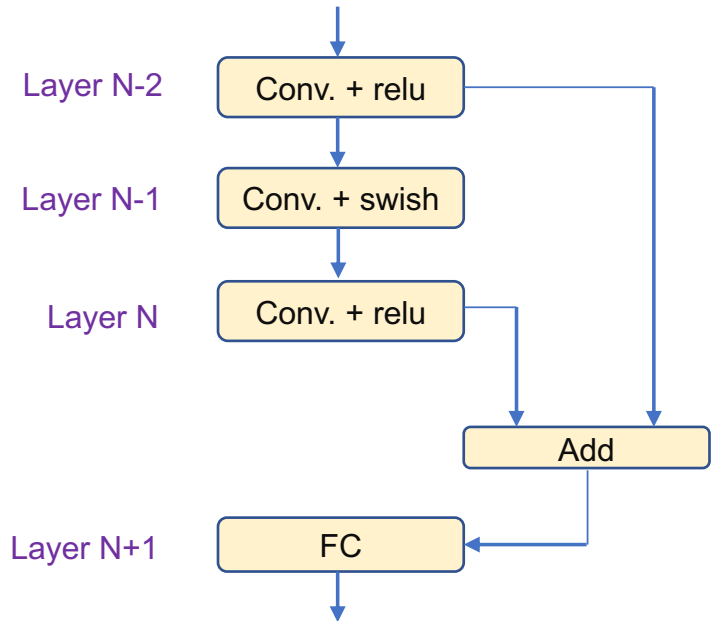 Layer N-2
Conv. + relu
Layer N-1
Conv. + swish
Layer N
Conv. + relu
Add
Layer N+1
FC